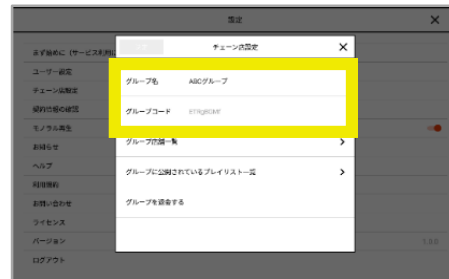 設定
まず始めに（サービス利用に
ユーザー設定
チェーン店設定
契約情報の確認
モノラル再生
お知らせ
ヘルプ
利用規約
お問い合わせ
ライセンス
バージョン
1.3.0
ログアウト
チェーン店設定
グループ名 ABCグループ
グループコード
グループ店舗一覧
グループに公開されているプレイリスト一覧
グループを退会する